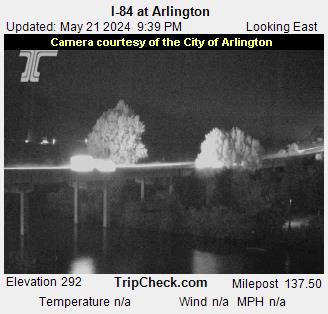 I-84 at Arlington
Updated: May 21 2024 9:39 PM Looking East
Camera courtesy of the City of Arlington
Elevation 292 TripCheck.com Milepost 137.50
Temperature n/a Wind n/a MPH n/a